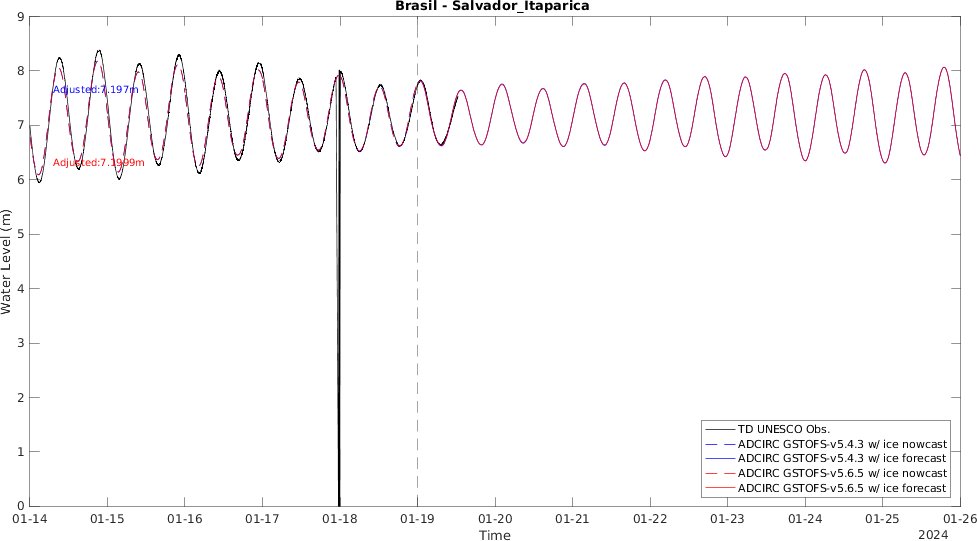 Brasil - Salvador_Itaparica
9
8
7
6
5
4
3
2
1
0
Water Level (m)
Adjusted:7.197m
Adjusted:7.1999m
TD UNESCO Obs.
ADCIRC GSTOFS-v5.4.3 w/ ice nowcast
ADCIRC GSTOFS-v5.4.3 w/ ice forecast
ADCIRC GSTOFS-v5.6.5 w/ ice nowcast
ADCIRC GSTOFS-v5.6.5 w/ ice forecast
01-14 01-15 01-16 01-17 01-18 01-19 01-20 01-21 01-22 01-23 01-24 01-25 01-26
Time
2024